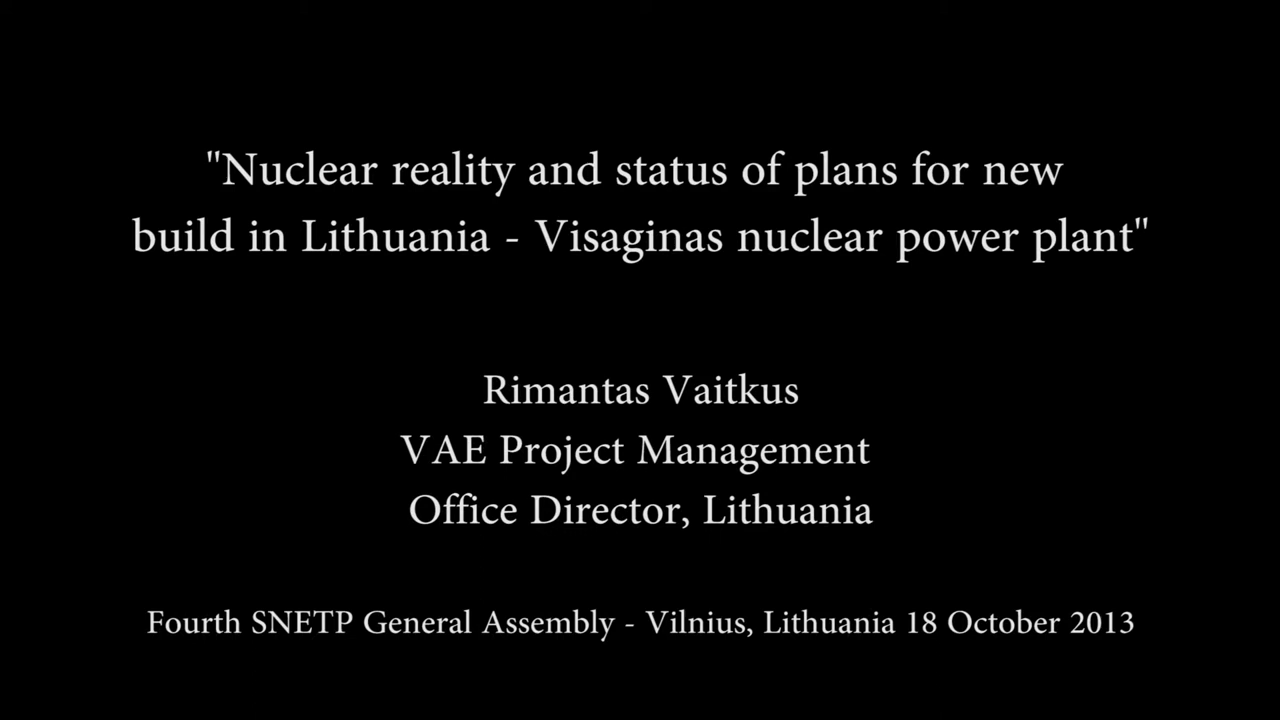 "Nuclear reality and status of plans for new
build in Lithuania - Visaginas nuclear power plant"
Rimantas Vaitkus
VAE Project Management
Office Director, Lithuania
Fourth SNETP General Assembly - Vilnius, Lithuania 18 October 2013